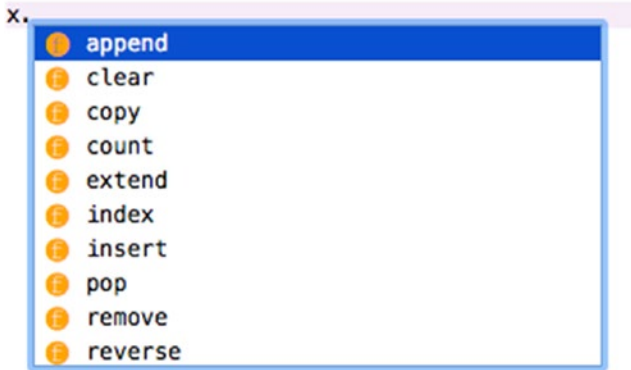 x.
append
clear
copy
count
extend
index
insert
pop
remove
reverse